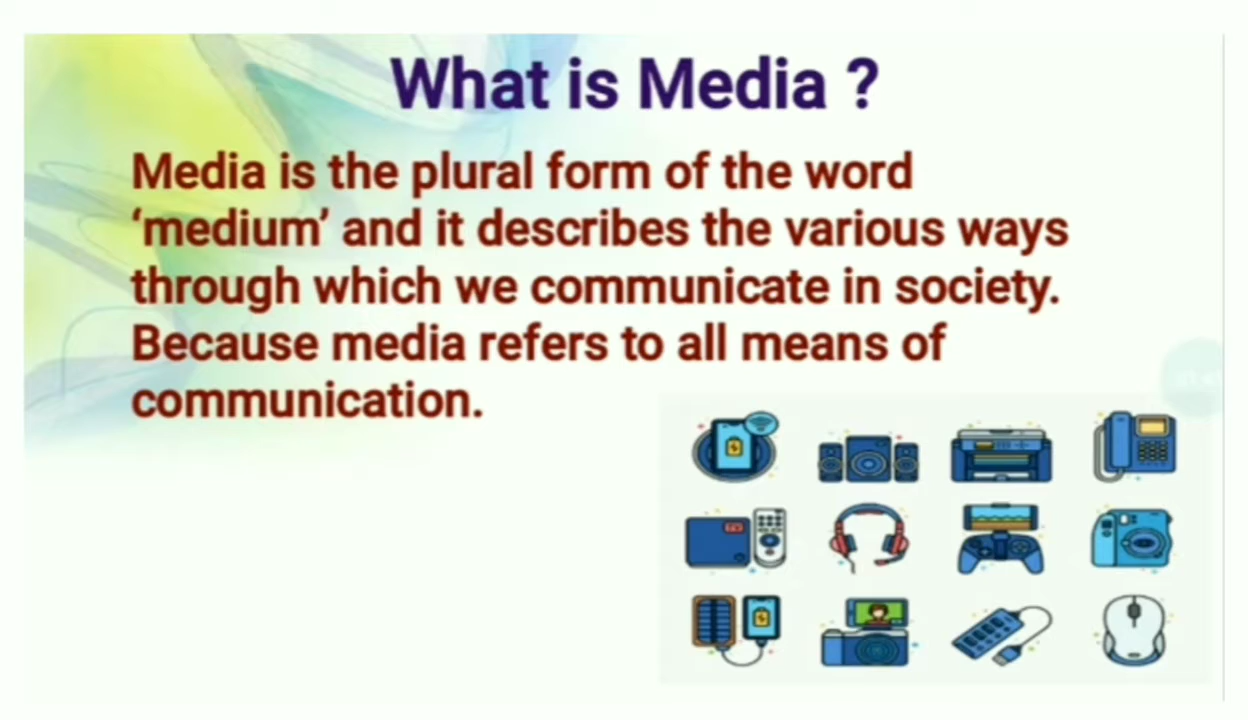 What is Media ?
Media is the plural form of the word
‘medium’ and it describes the various ways
through which we communicate in society.
Because media refers to all means of
communication.
TV